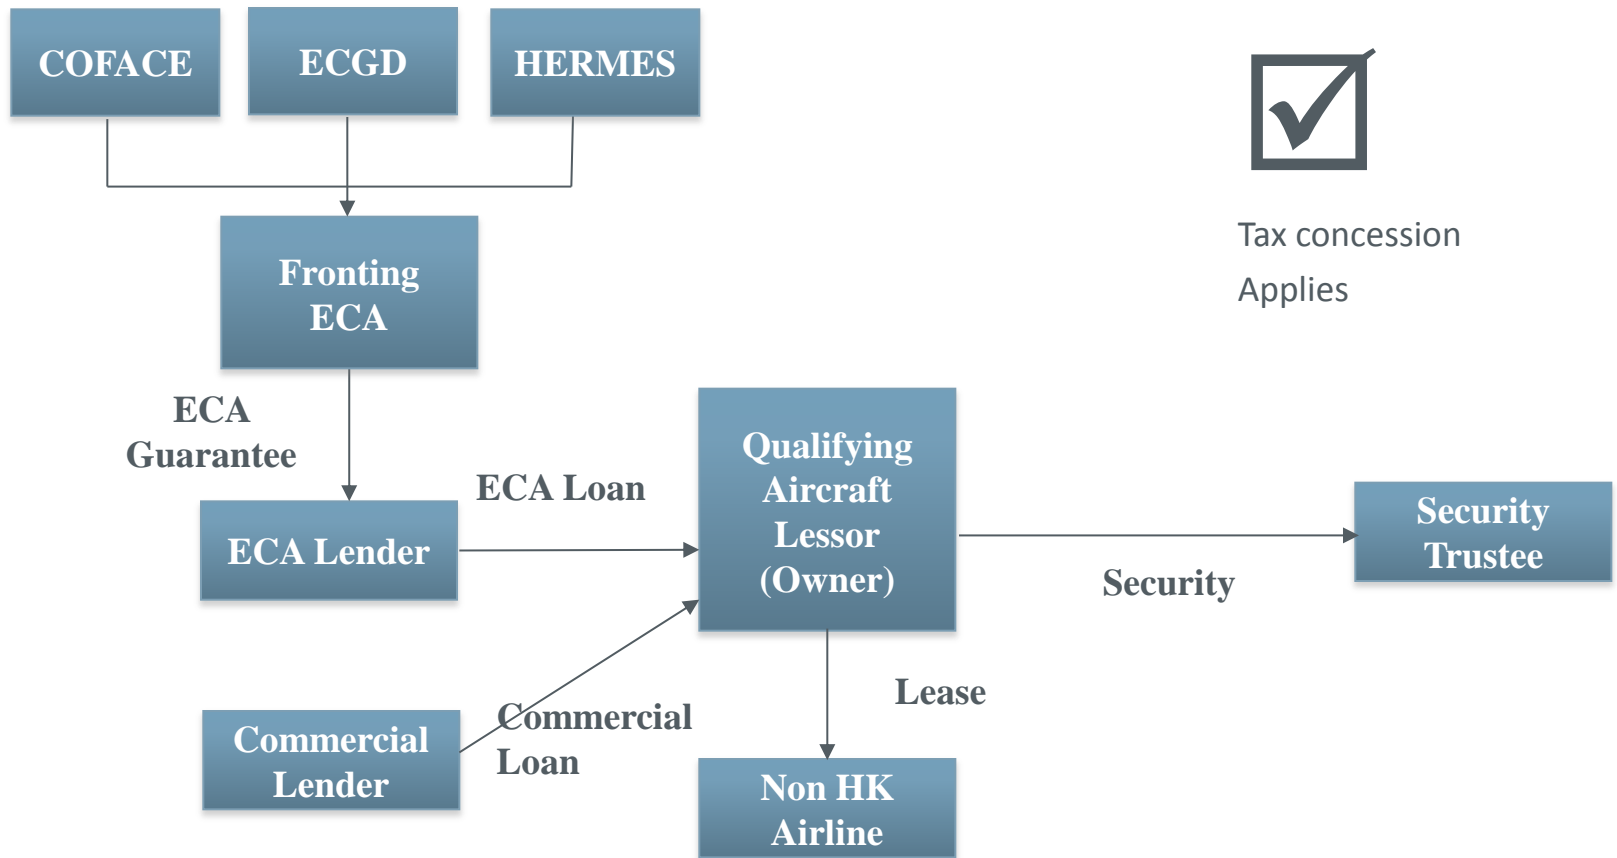 COFACE
ECGD
HERMES
Tax concession
Applies
Fronting
ECA
ECA
Guarantee
ECA Loan
ECA Lender
Qualifying
Aircraft
Lessor
(Owner)
Security
Security
Trustee
Lease
Commercial
Loan
Commercial
Lender
Non HK
Airline